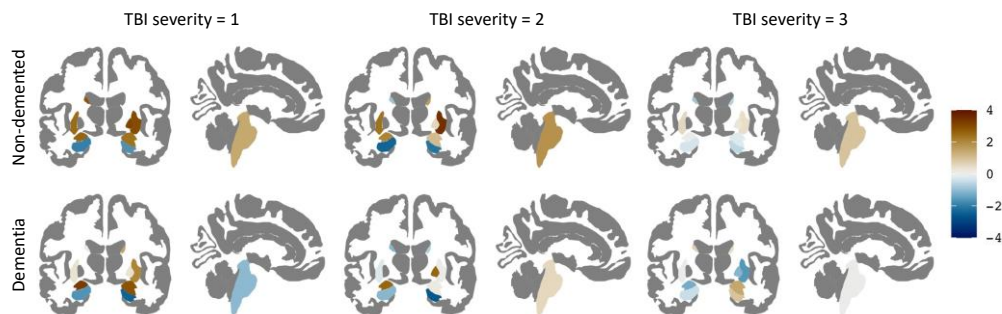 TBI severity = 1 TBI severity = 2 TBI severity = 3
Non-demented
Dementia
4
2
0
−2
−4